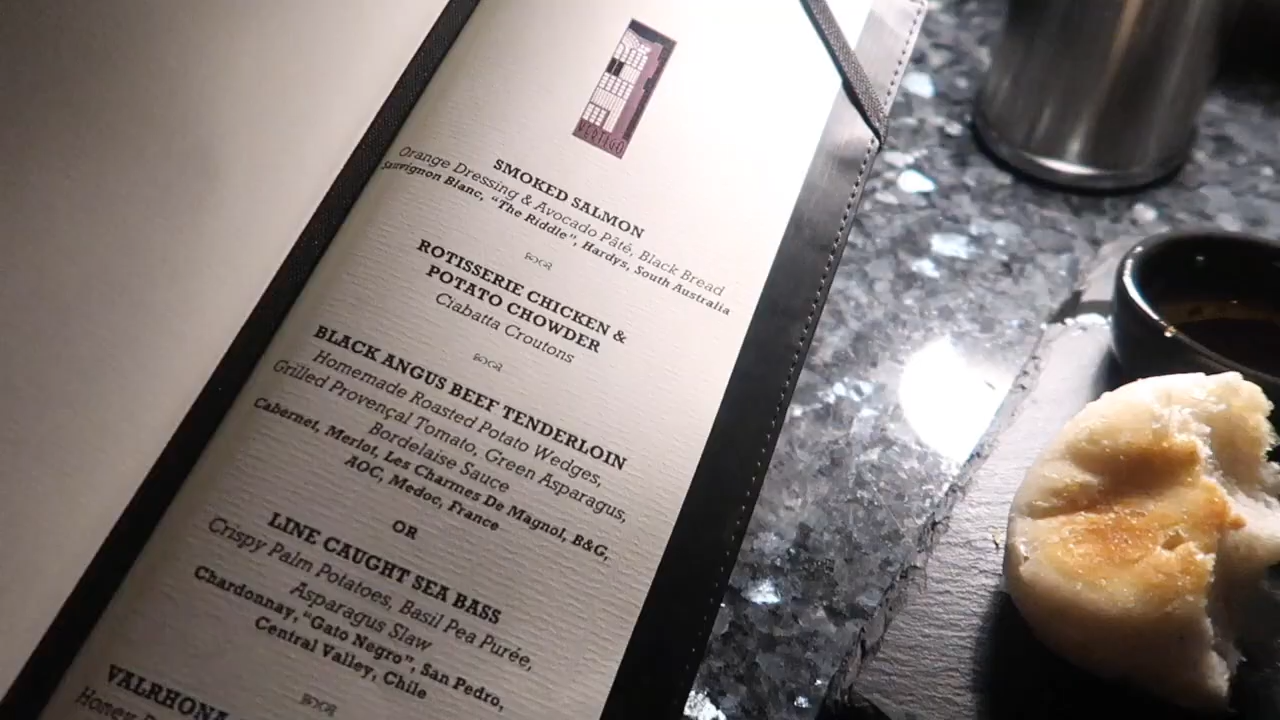 VERTIGO
SMOKED SALMON
Orange Dressing & Avocado Pâté, Black Bread
Sauvignon Blanc, "The Riddle", Hardys, South Australia
ROTISSERIE CHICKEN &
POTATO CHOWDER
Ciabatta Croutons
BLACK ANGUS BEEF TENDERLOIN
Homemade Roasted Potato Wedges,
Grilled Provençal Tomato, Green Asparagus,
Bordelaise Sauce
Cabernet, Merlot, Les Charmes De Magnol, B&G,
AOC, Medoc, France
OR
LINE CAUGHT SEA BASS
Crispy Palm Potatoes, Basil Pea Purée,
Asparagus Slaw
Chardonnay, "Gato Negro", San Pedro,
Central Valley, Chile
VALRHONA
Honey